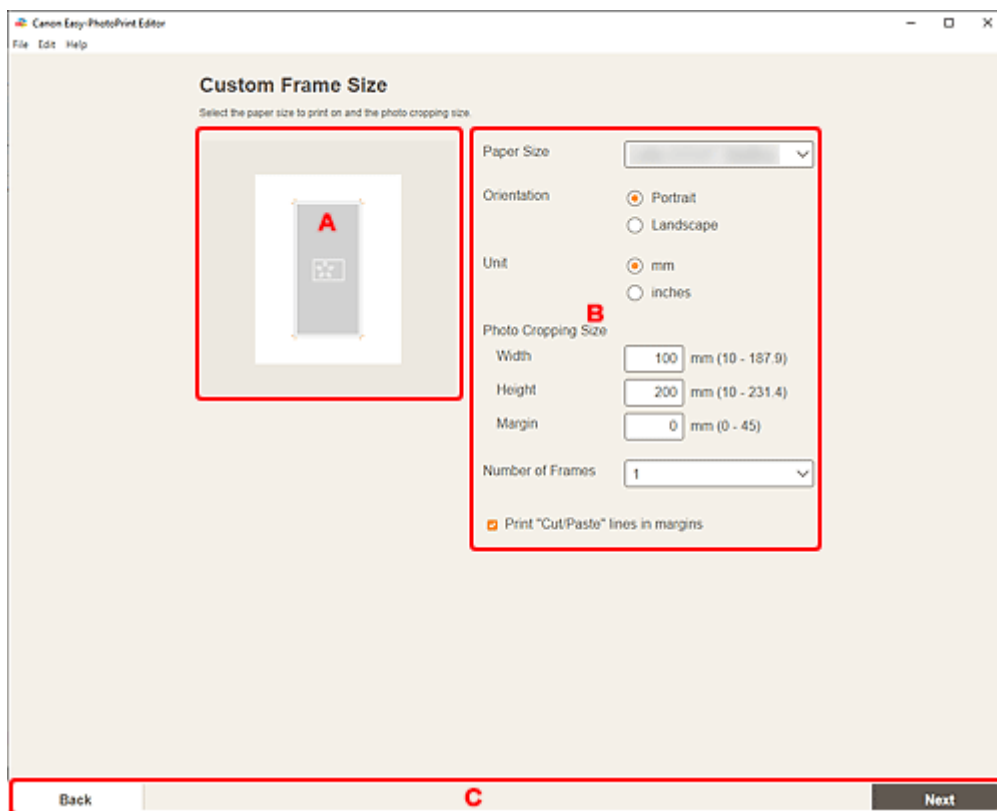 Canon Easy-PhotoPrint Editor
File Edit Help
Custom Frame Size
Select the paper size to print on and the photo cropping size.
A
Paper Size
Orientation
Portrait
Landscape
Unit
mm
inches
B
Photo Cropping Size
Width 100 mm (10 - 187.9)
Height 200 mm (10 - 231.4)
Margin 0 mm (0 - 45)
Number of Frames 1
Print "Cut/Paste" lines in margins
Back C Next